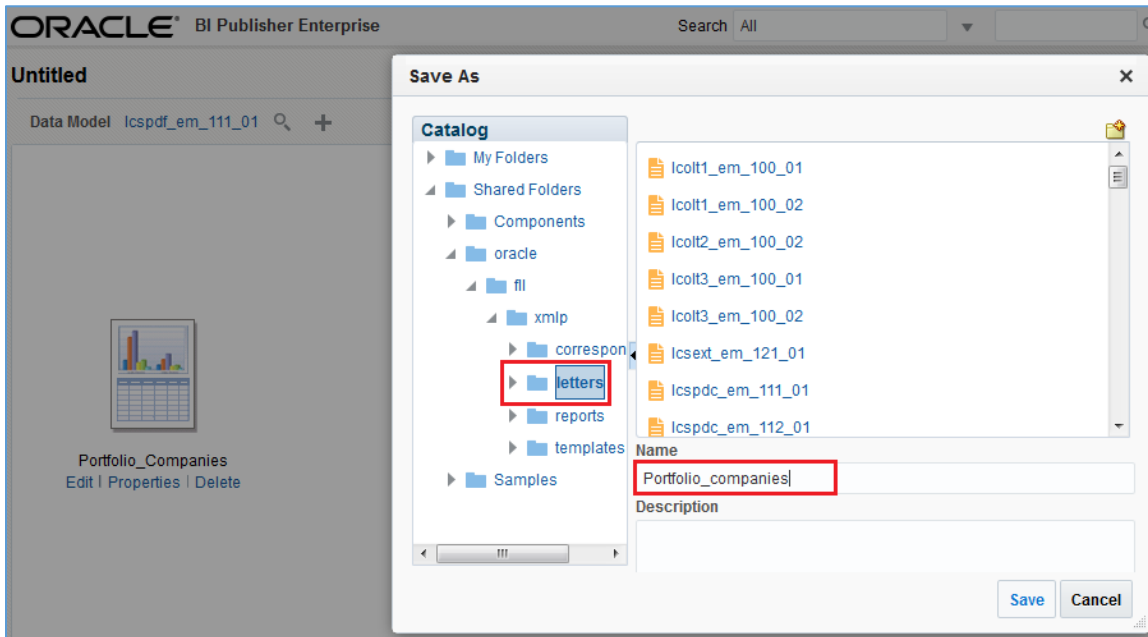 ORACLE® BI Publisher Enterprise
Search All
Untitled
Data Model lcspdf_em_111_01
Portfolio_Companies
Edit | Properties | Delete
Save As
Catalog
My Folders
Shared Folders
Components
oracle
fll
xmlp
correspon
letters
reports
templates
Samples
lcolt1_em_100_01
lcolt1_em_100_02
lcolt2_em_100_02
lcolt3_em_100_01
lcolt3_em_100_02
lcsext_em_121_01
lcspdc_em_111_01
lcspdc_em_112_01
Name
Portfolio_companies
Description
Save Cancel